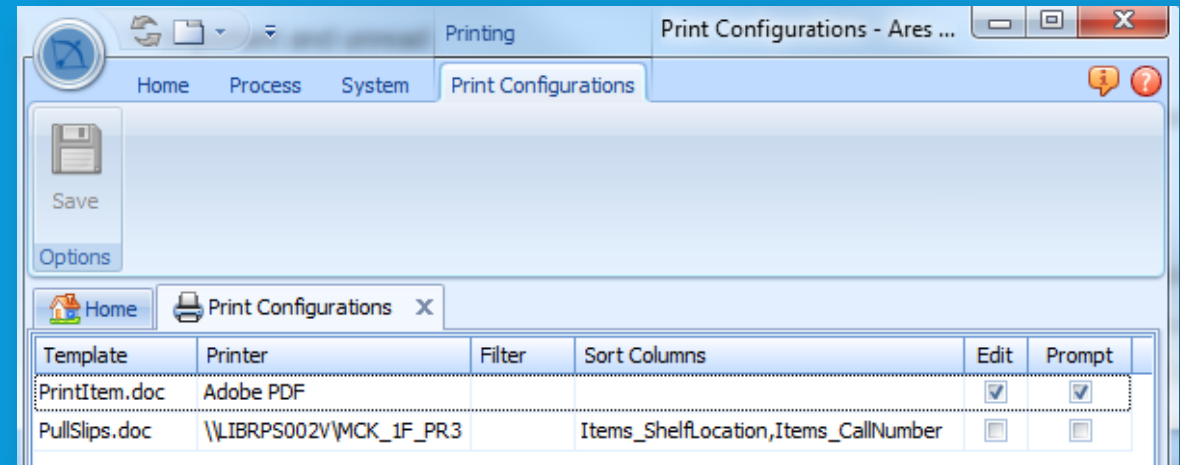 Printing Print Configurations - Ares ...
Home Process System Print Configurations
Save
Options
Home Print Configurations X
Template Printer Filter Sort Columns Edit Prompt
PrintItem.doc Adobe PDF
PullSlips.doc \\LIBRPS002V\MCK_1F_PR3 Items_ShelfLocation,Items_CallNumber